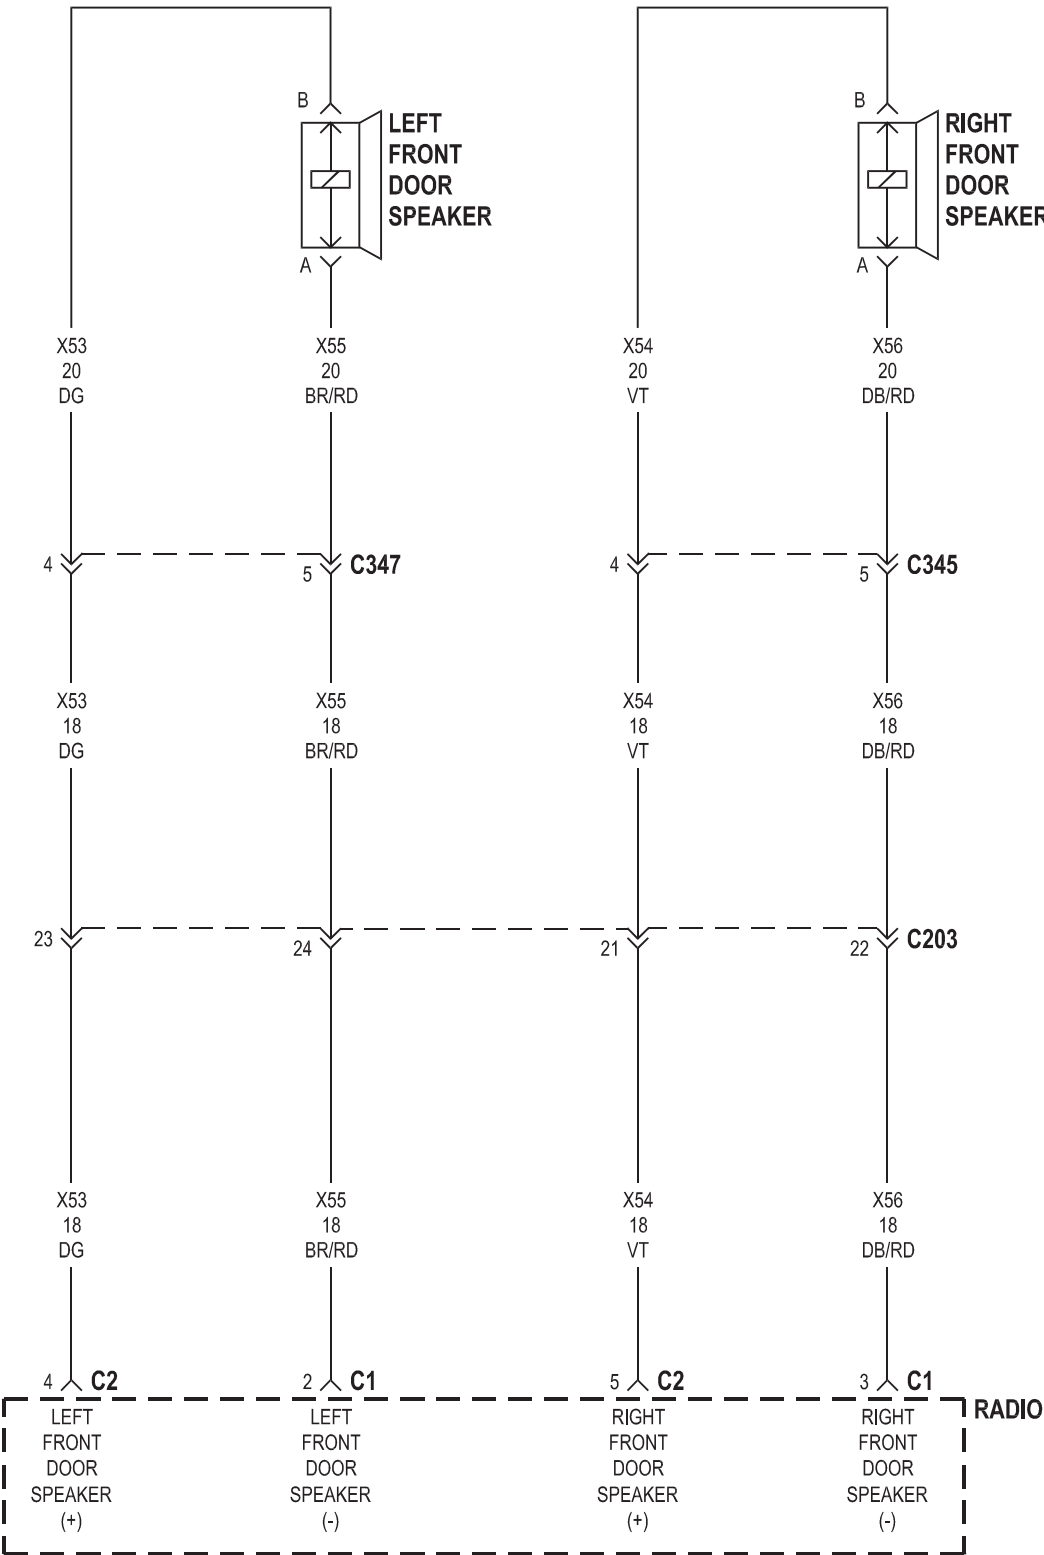 B
LEFT
FRONT
DOOR
SPEAKER
A
B
RIGHT
FRONT
DOOR
SPEAKER
A
X53
20
DG
X55
20
BR/RD
X54
20
VT
X56
20
DB/RD
4
5
C347
4
5
C345
X53
18
DG
X55
18
BR/RD
X54
18
VT
X56
18
DB/RD
23
24
21
22
C203
X53
18
DG
X55
18
BR/RD
X54
18
VT
X56
18
DB/RD
4
C2
2
C1
5
C2
3
C1
RADIO
LEFT
FRONT
DOOR
SPEAKER
(+)
LEFT
FRONT
DOOR
SPEAKER
(-)
RIGHT
FRONT
DOOR
SPEAKER
(+)
RIGHT
FRONT
DOOR
SPEAKER
(-)